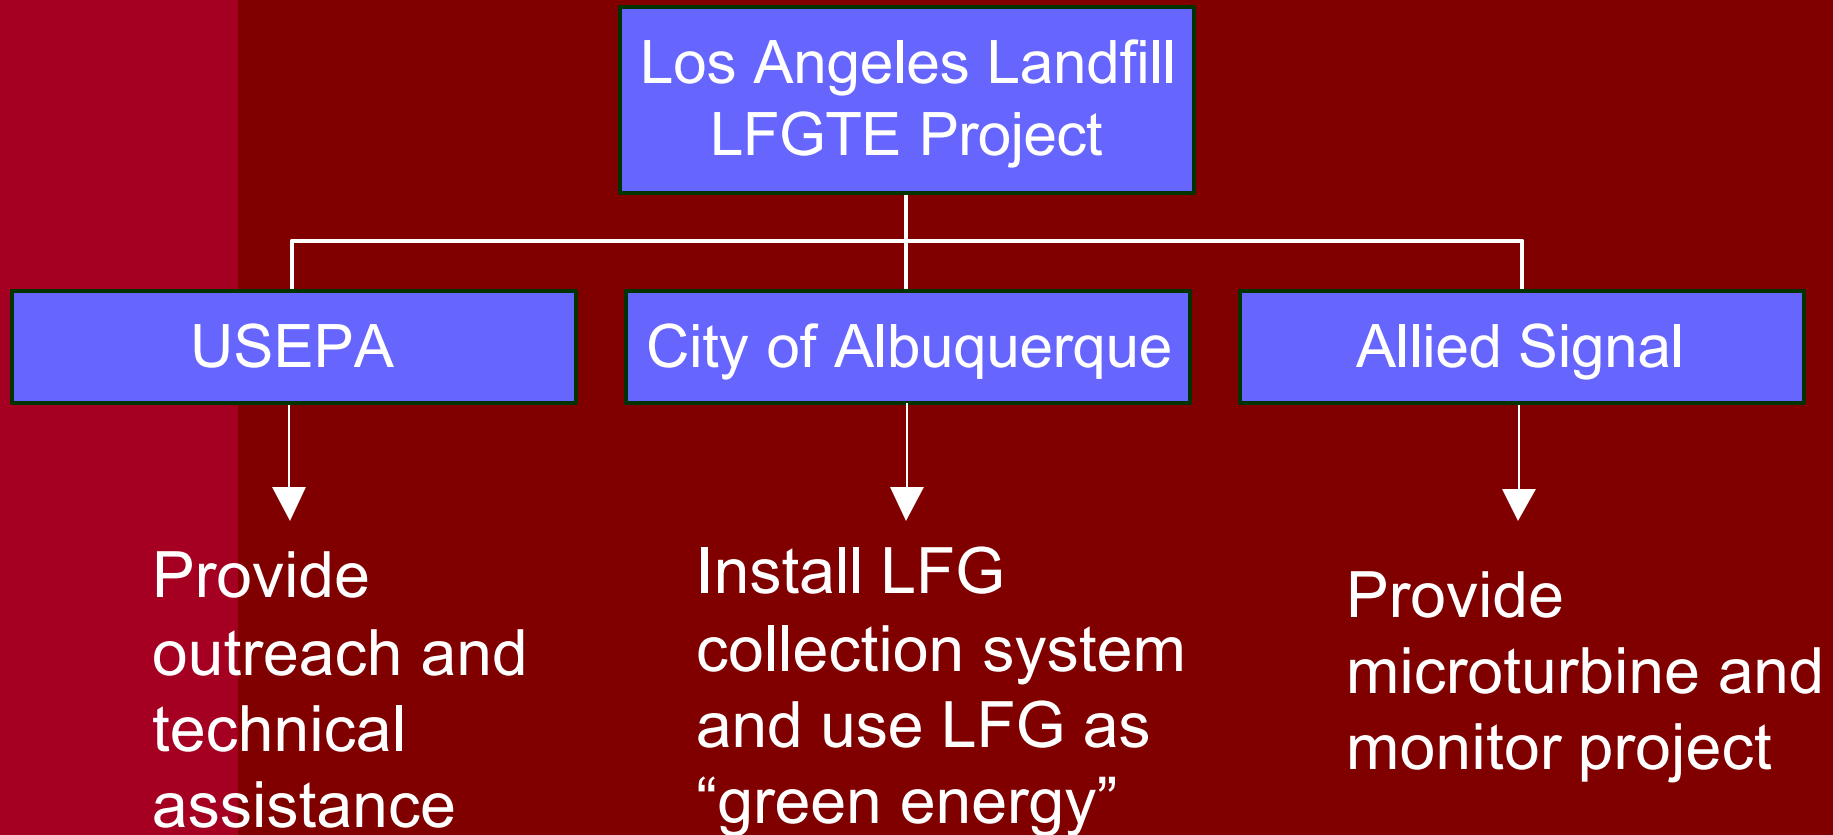 Los Angeles Landfill
LFGTE Project
USEPA
City of Albuquerque
Allied Signal
Provide
outreach and
technical
assistance
Install LFG
collection system
and use LFG as
“green energy”
Provide
microturbine and
monitor project